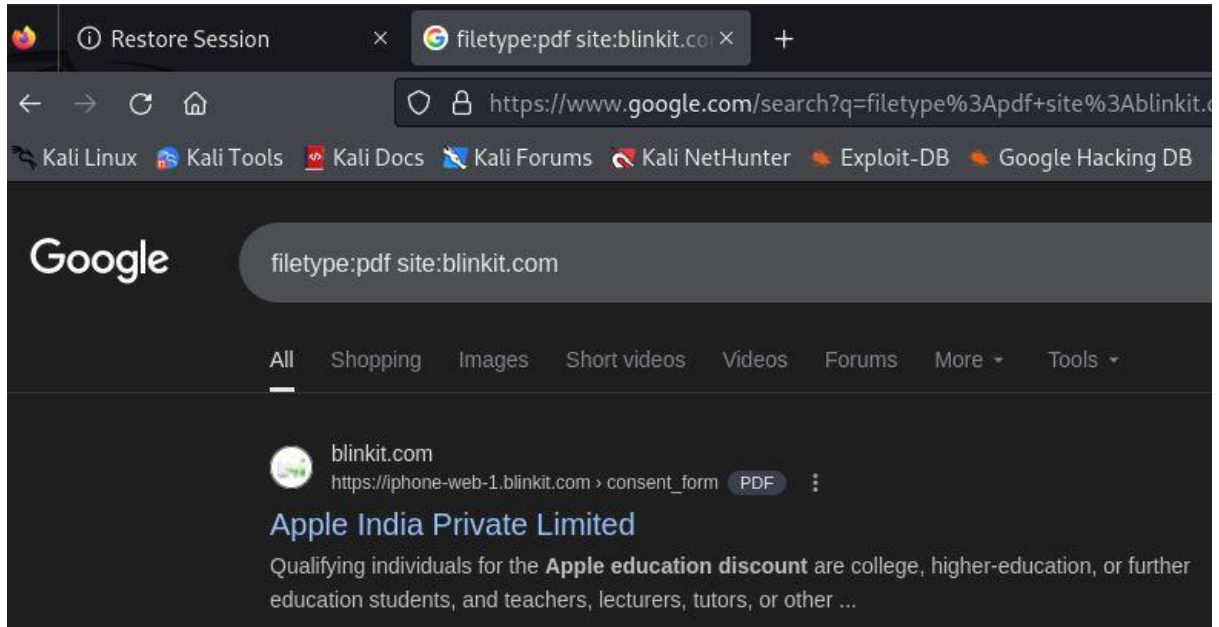 Restore Session
filetype:pdf site:blinkit.co
https://www.google.com/search?q=filetype%3Apdf+site%3Ablinkit.c
Kali Linux Kali Tools Kali Docs Kali Forums Kali NetHunter Exploit-DB Google Hacking DB
Google
filetype:pdf site:blinkit.com
All Shopping Images Short videos Videos Forums More Tools
blinkit.com
https://iphone-web-1.blinkit.com › consent_form PDF
Apple India Private Limited
Qualifying individuals for the Apple education discount are college, higher-education, or further
education students, and teachers, lecturers, tutors, or other ...